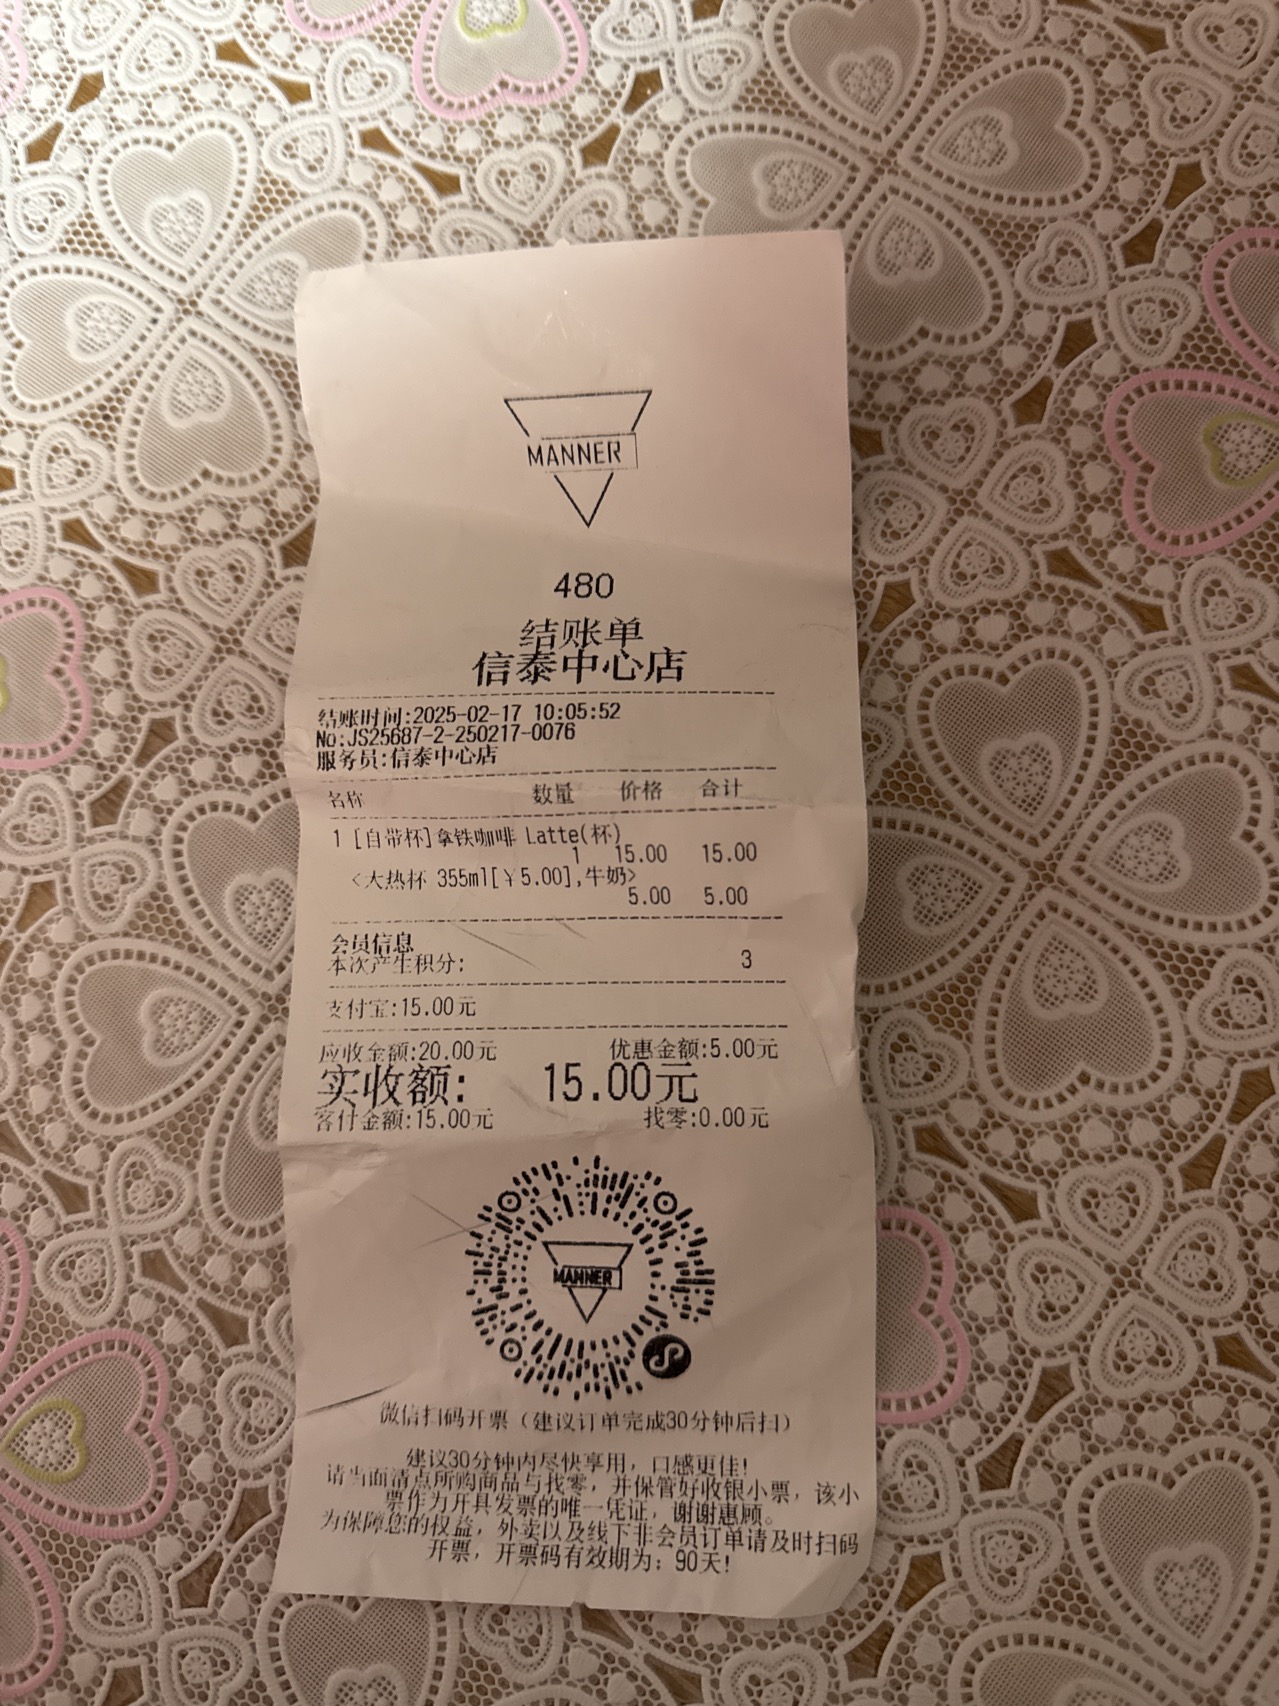 MANNER
480
结账单
信泰中心店
结账时间:2025-02-17 10:05:52
No:JS25687-2-250217-0076
服务员:信泰中心店
名称 数量 价格 合计
1 [自带杯]拿铁咖啡 Latte(杯)
1 15.00 15.00
<大热杯 355ml[￥5.00],牛奶>
5.00 5.00
会员信息
本次产生积分: 3
支付宝:15.00元
应收金额:20.00元 优惠金额:5.00元
实收额: 15.00元
客付金额:15.00元 找零:0.00元
MANNER
微信扫码开票（建议订单完成30分钟后扫）
建议30分钟内尽快享用，口感更佳!
请当面清点所购商品与找零，并保管好收银小票，该小
票作为开具发票的唯一凭证，谢谢惠顾。
为保障您的权益，外卖以及线下非会员订单请及时扫码
开票，开票码有效期为：90天!